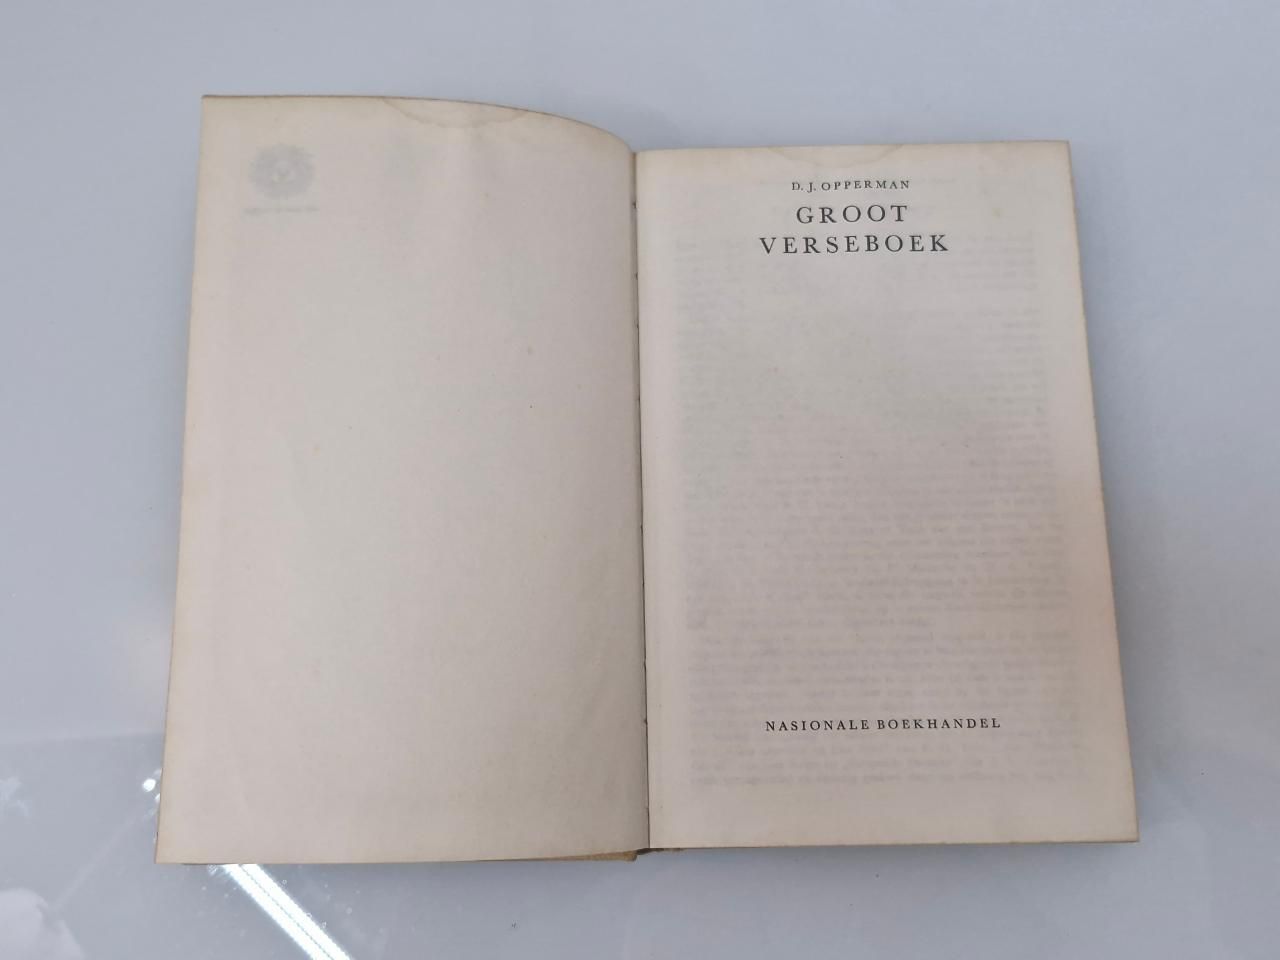 D. J. OPPERMAN
GROOT
VERSEBOEK
NASIONALE BOEKHANDEL